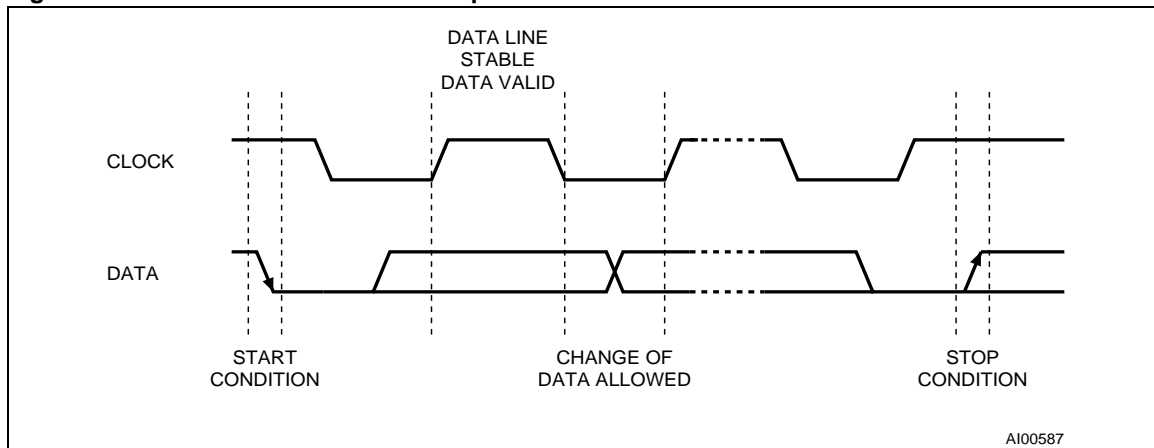 DATA LINE
STABLE
DATA VALID
CLOCK
DATA
START
CONDITION
CHANGE OF
DATA ALLOWED
STOP
CONDITION
AI00587